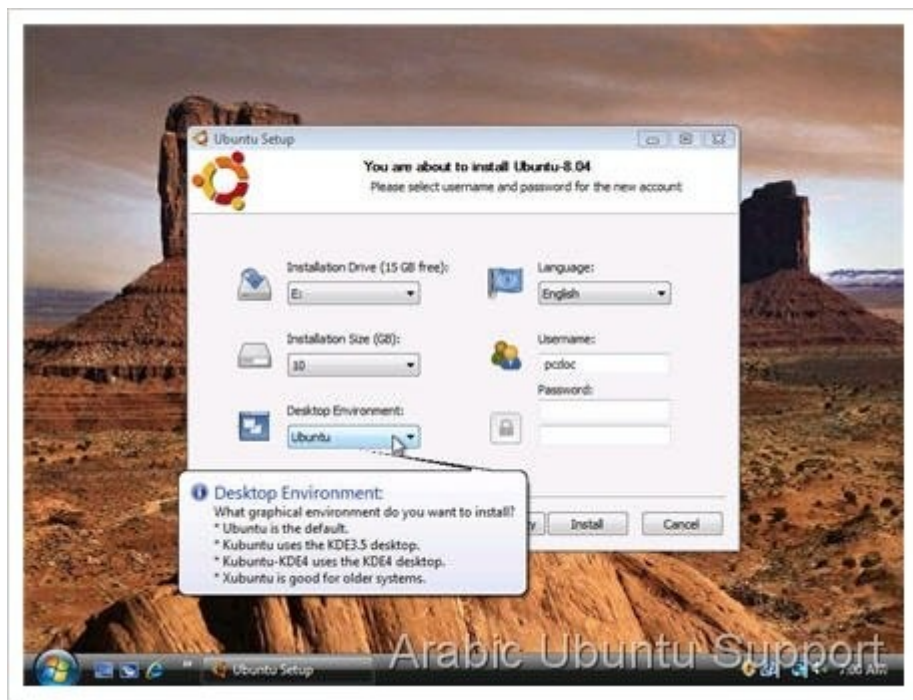 Ubuntu Setup
You are about to install Ubuntu-8.04
Please select username and password for the new account
Installation Drive (15 GB free):
E:
Language:
English
Installation Size (GB):
10
Username:
pcdoc
Password:
Desktop Environment:
Ubuntu
Desktop Environment:
What graphical environment do you want to install?
* Ubuntu is the default.
* Kubuntu uses the KDE3.5 desktop.
* Kubuntu-KDE4 uses the KDE4 desktop.
* Xubuntu is good for older systems.
Install
Cancel
Arabic Ubuntu Support
Ubuntu Setup
7:00 AM